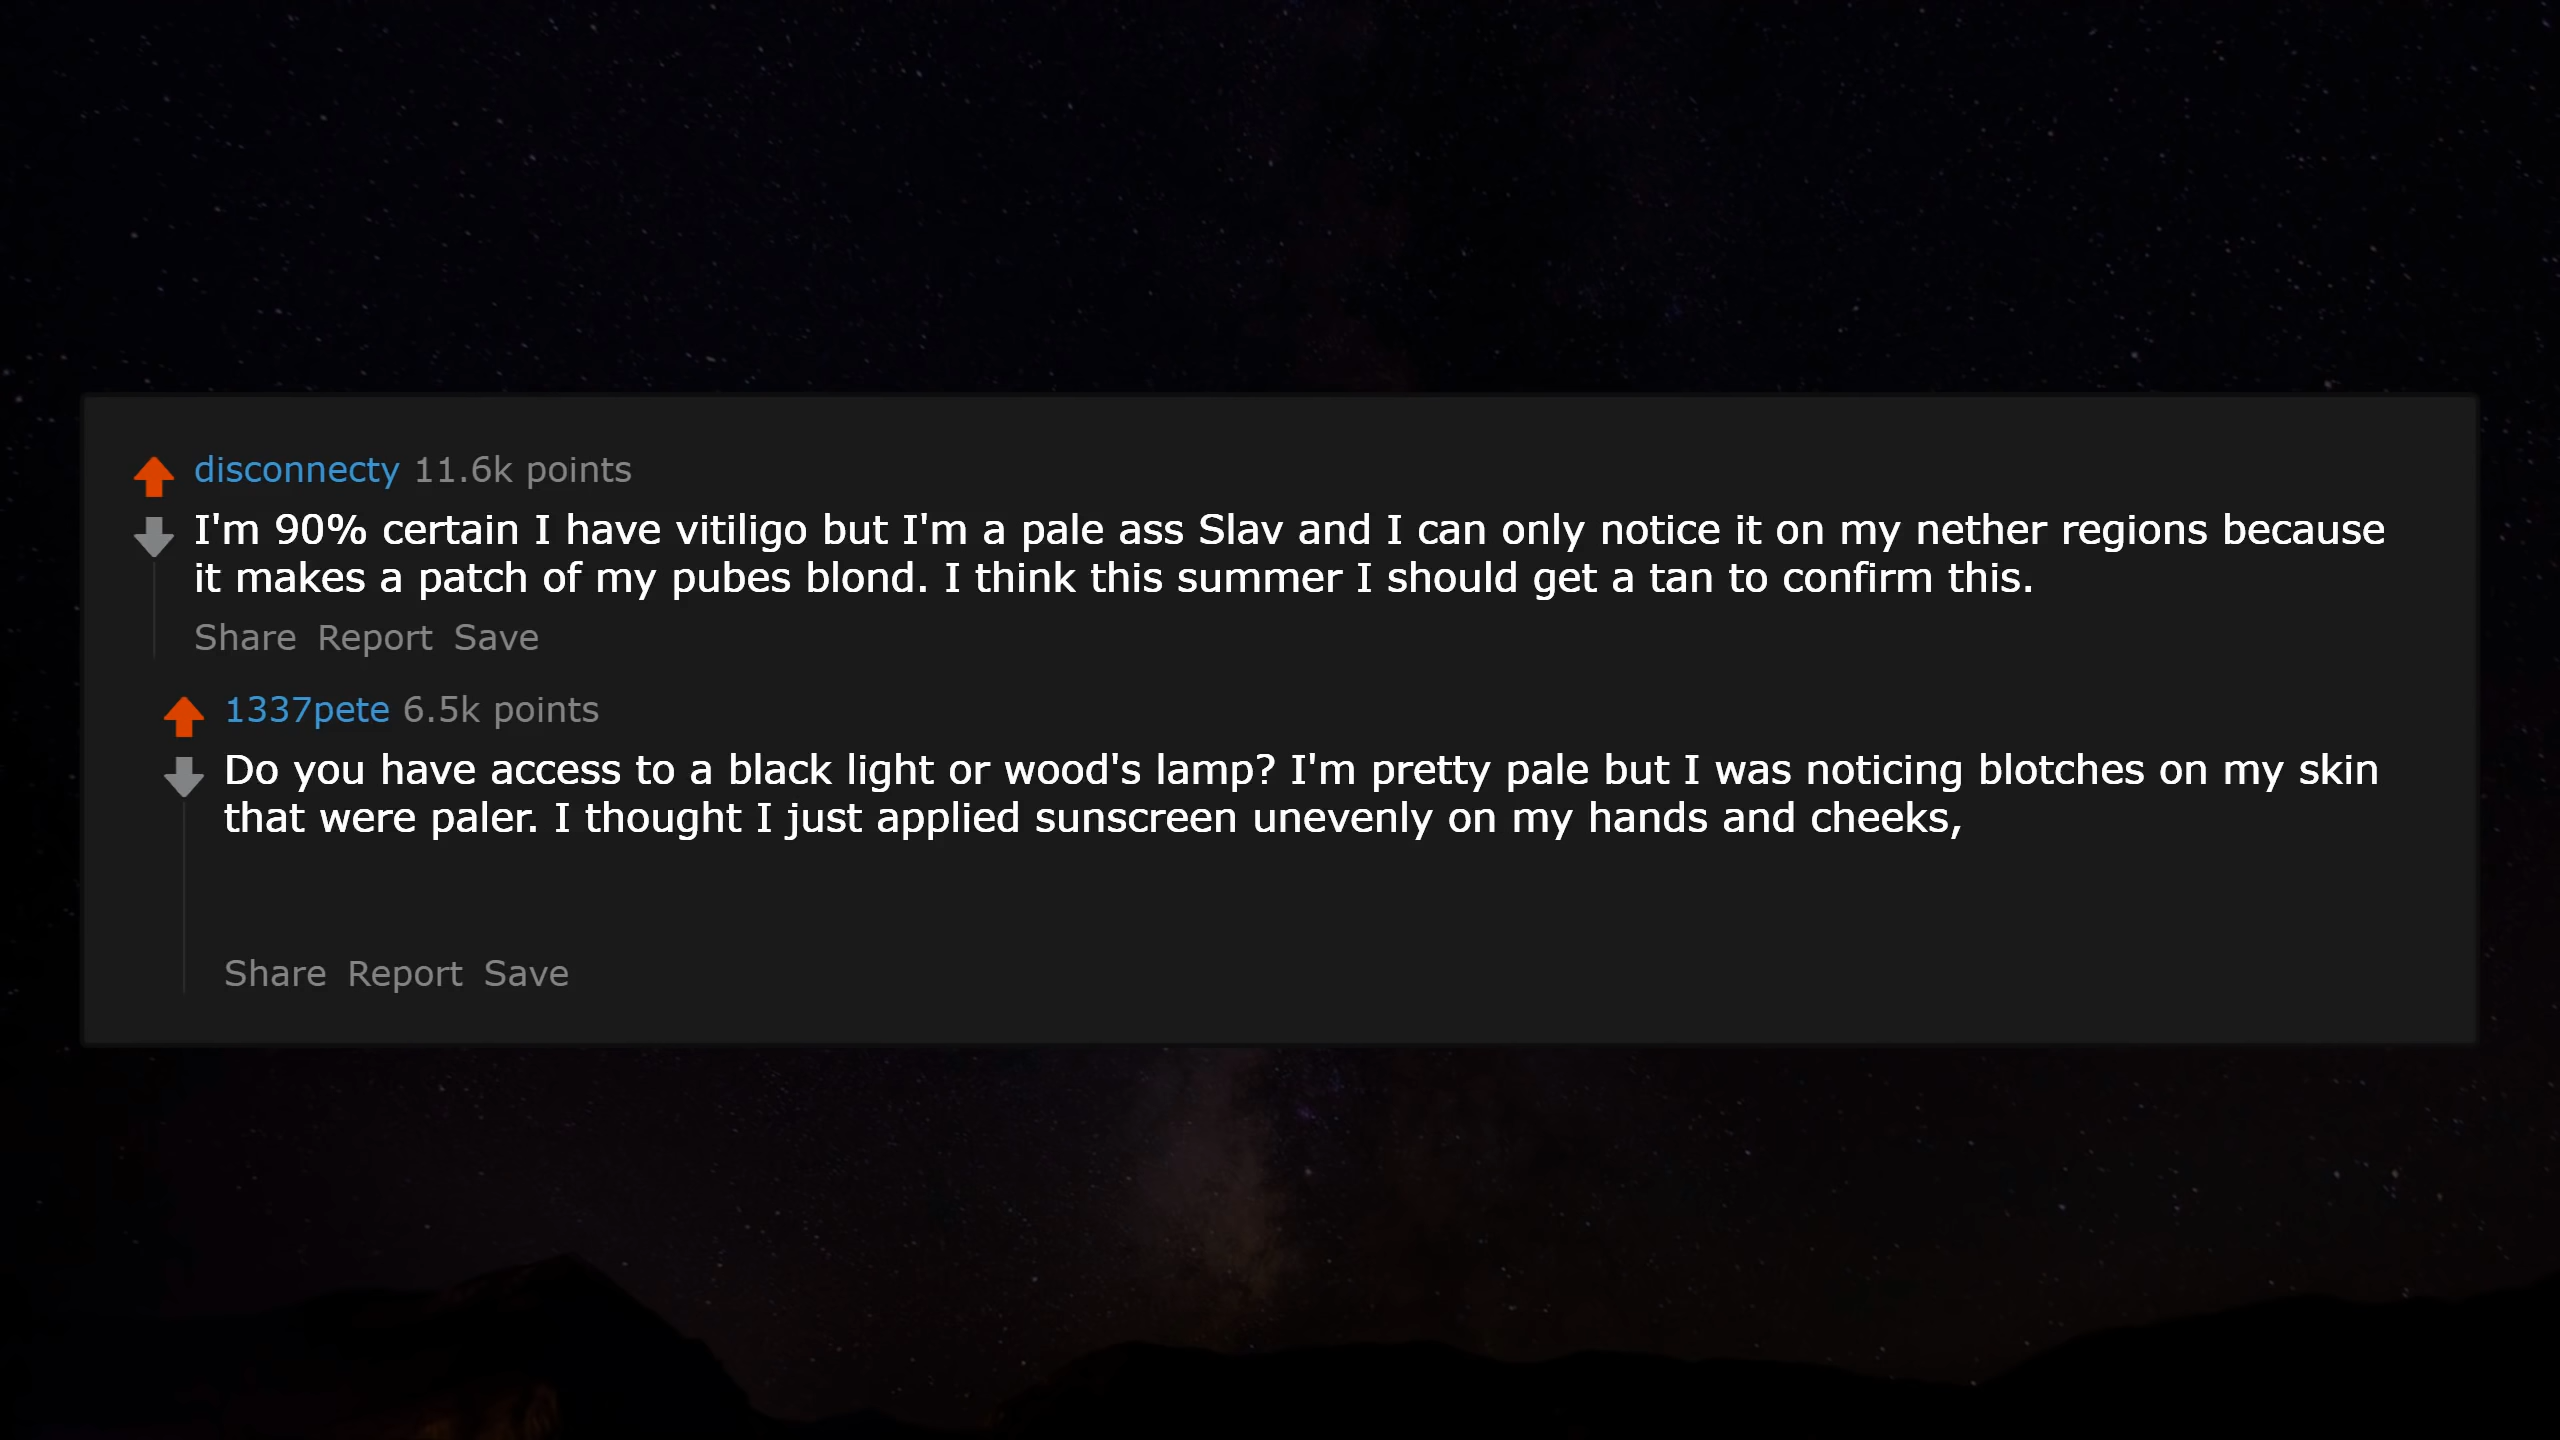 disconnecty 11.6k points
I'm 90% certain I have vitiligo but I'm a pale ass Slav and I can only notice it on my nether regions because
it makes a patch of my pubes blond. I think this summer I should get a tan to confirm this.
Share Report Save
1337pete 6.5k points
Do you have access to a black light or wood's lamp? I'm pretty pale but I was noticing blotches on my skin
that were paler. I thought I just applied sunscreen unevenly on my hands and cheeks,
Share Report Save